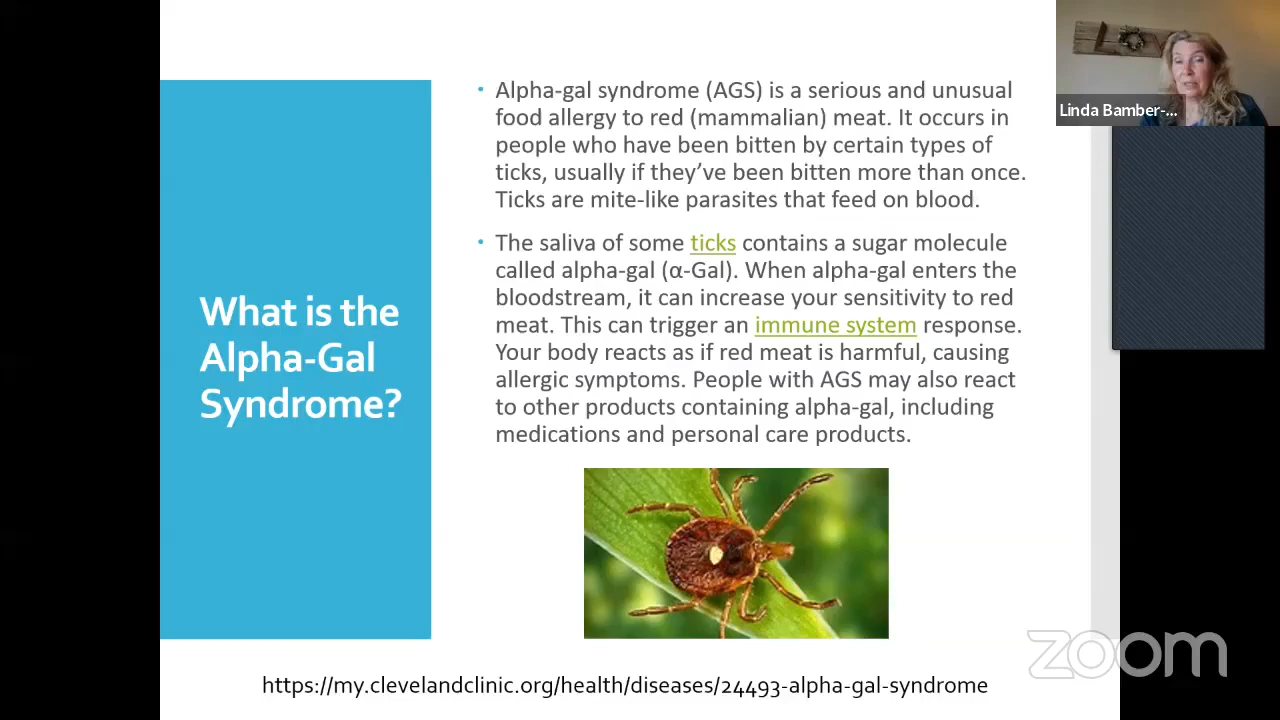 What is the
Alpha-Gal
Syndrome?
• Alpha-gal syndrome (AGS) is a serious and unusual
food allergy to red (mammalian) meat. It occurs in
people who have been bitten by certain types of
ticks, usually if they’ve been bitten more than once.
Ticks are mite-like parasites that feed on blood.
• The saliva of some ticks contains a sugar molecule
called alpha-gal (α-Gal). When alpha-gal enters the
bloodstream, it can increase your sensitivity to red
meat. This can trigger an immune system response.
Your body reacts as if red meat is harmful, causing
allergic symptoms. People with AGS may also react
to other products containing alpha-gal, including
medications and personal care products.
https://my.clevelandclinic.org/health/diseases/24493-alpha-gal-syndrome
Linda Bamber-...
zoom